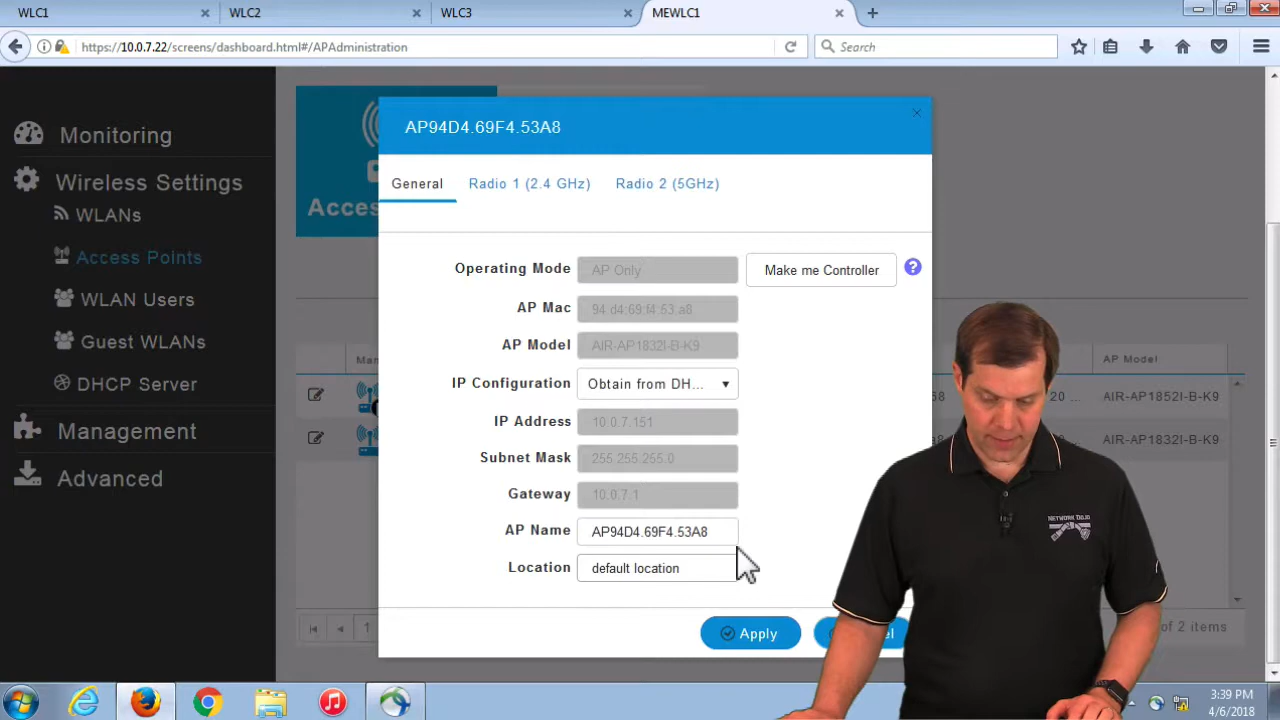 WLC1
WLC2
WLC3
MEWLC1
https://10.0.7.22/screens/dashboard.html#/APAdministration
Search
Monitoring
Wireless Settings
WLANs
Access Points
WLAN Users
Guest WLANs
DHCP Server
Management
Advanced
AP94D4.69F4.53A8
General
Radio 1 (2.4 GHz)
Radio 2 (5GHz)
Operating Mode AP Only Make me Controller ?
AP Mac 94:d4:69:f4:53:a8
AP Model AIR-AP1832I-B-K9
IP Configuration Obtain from DH...
IP Address 10.0.7.151
Subnet Mask 255.255.255.0
Gateway 10.0.7.1
AP Name AP94D4.69F4.53A8
Location default location
Apply
AP Model
20 ... AIR-AP1852I-B-K9
AIR-AP1832I-B-K9
1
of 2 items
NETWORK DOJO
3:39 PM
4/6/2018